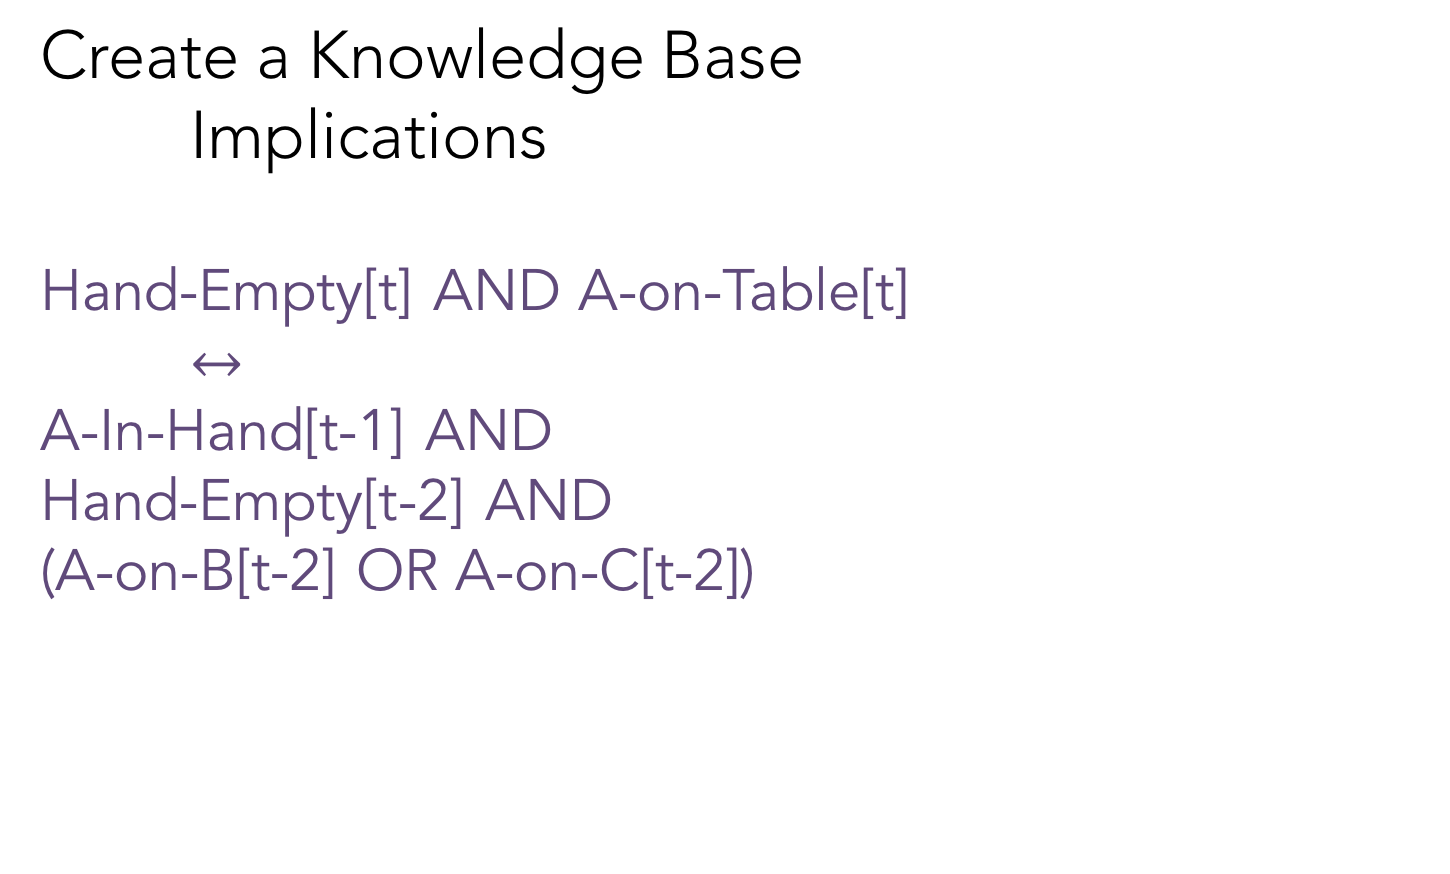 Create a Knowledge Base
Implications
Hand-Empty[t] AND A-on-Table[t]
↔
A-In-Hand[t-1] AND
Hand-Empty[t-2] AND
(A-on-B[t-2] OR A-on-C[t-2])